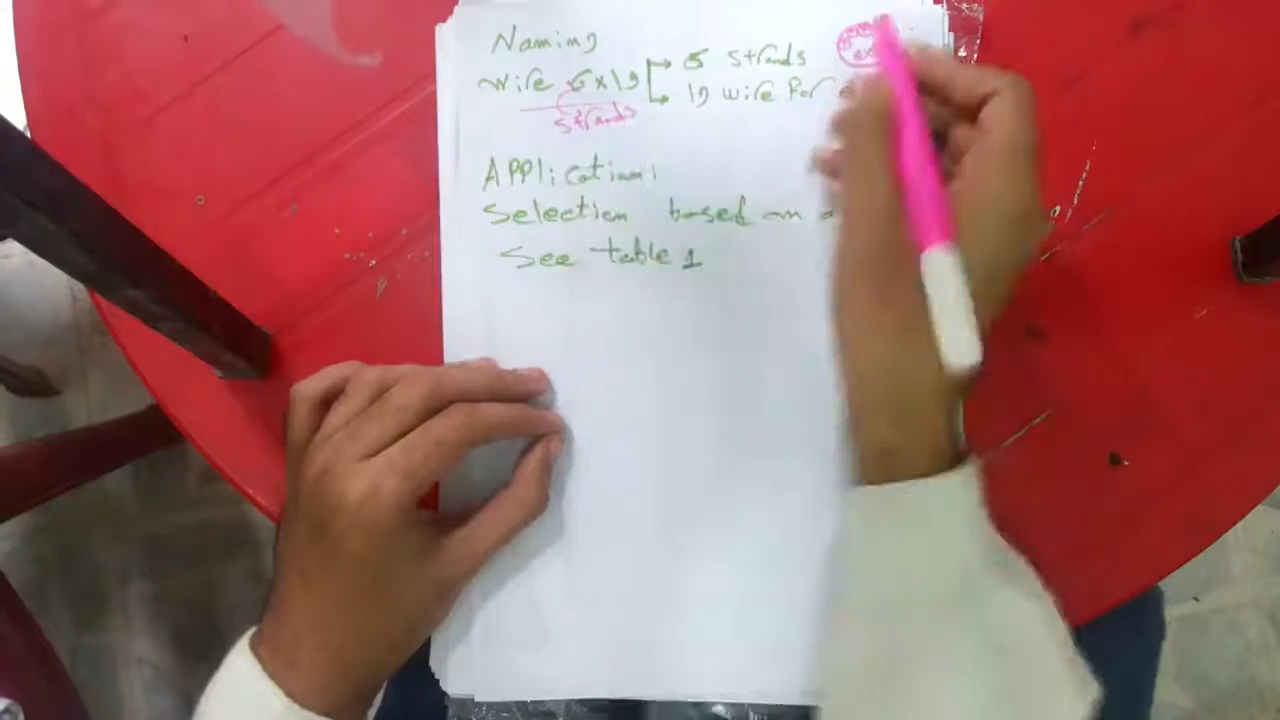 Naming
Wire 6x19 → 6 strands
→ 19 wire Per
strands
Application:
Selection based on
See table 1